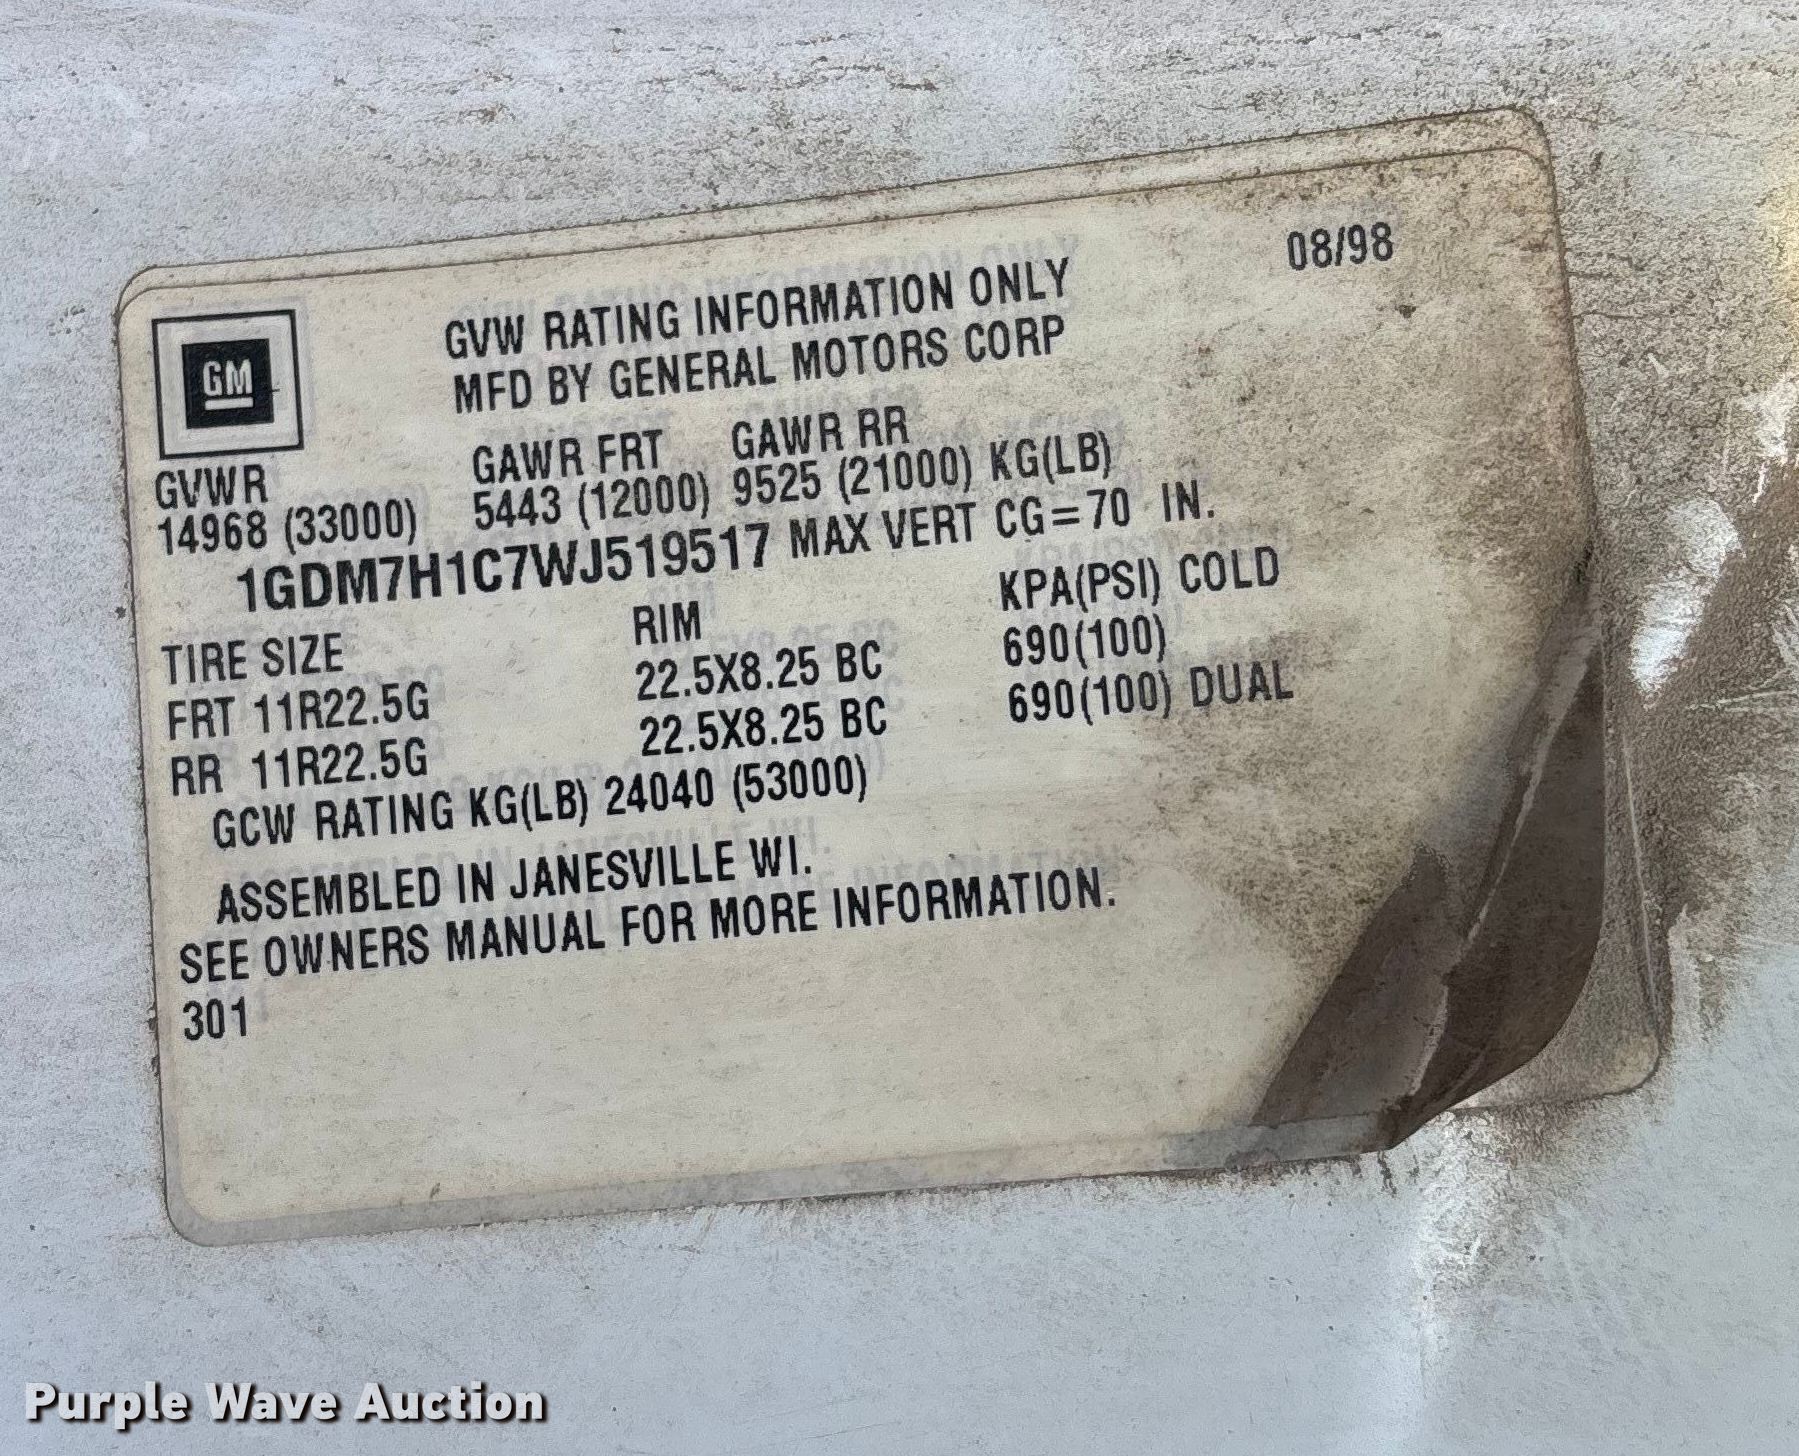 08/98
GM
GVW RATING INFORMATION ONLY
MFD BY GENERAL MOTORS CORP
GVWR GAWR FRT GAWR RR
14968 (33000) 5443 (12000) 9525 (21000) KG(LB)
1GDM7H1C7WJ519517 MAX VERT CG=70 IN.
TIRE SIZE RIM KPA(PSI) COLD
FRT 11R22.5G 22.5X8.25 BC 690(100)
RR 11R22.5G 22.5X8.25 BC 690(100) DUAL
GCW RATING KG(LB) 24040 (53000)
ASSEMBLED IN JANESVILLE WI.
SEE OWNERS MANUAL FOR MORE INFORMATION.
301
Purple Wave Auction